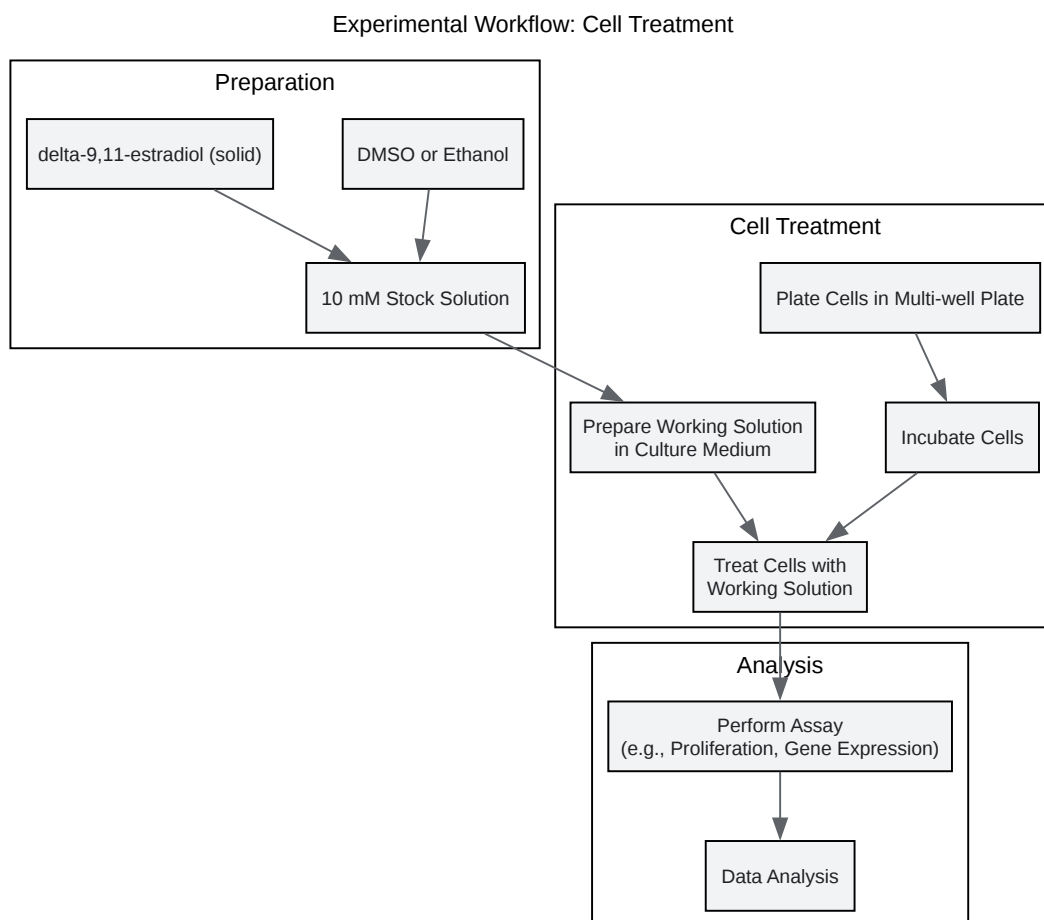 Experimental Workflow: Cell Treatment
Preparation
delta-9,11-estradiol (solid)
DMSO or Ethanol
10 mM Stock Solution
Cell Treatment
Plate Cells in Multi-well Plate
Prepare Working Solution
in Culture Medium
Incubate Cells
Treat Cells with
Working Solution
Analysis
Perform Assay
(e.g., Proliferation, Gene Expression)
Data Analysis